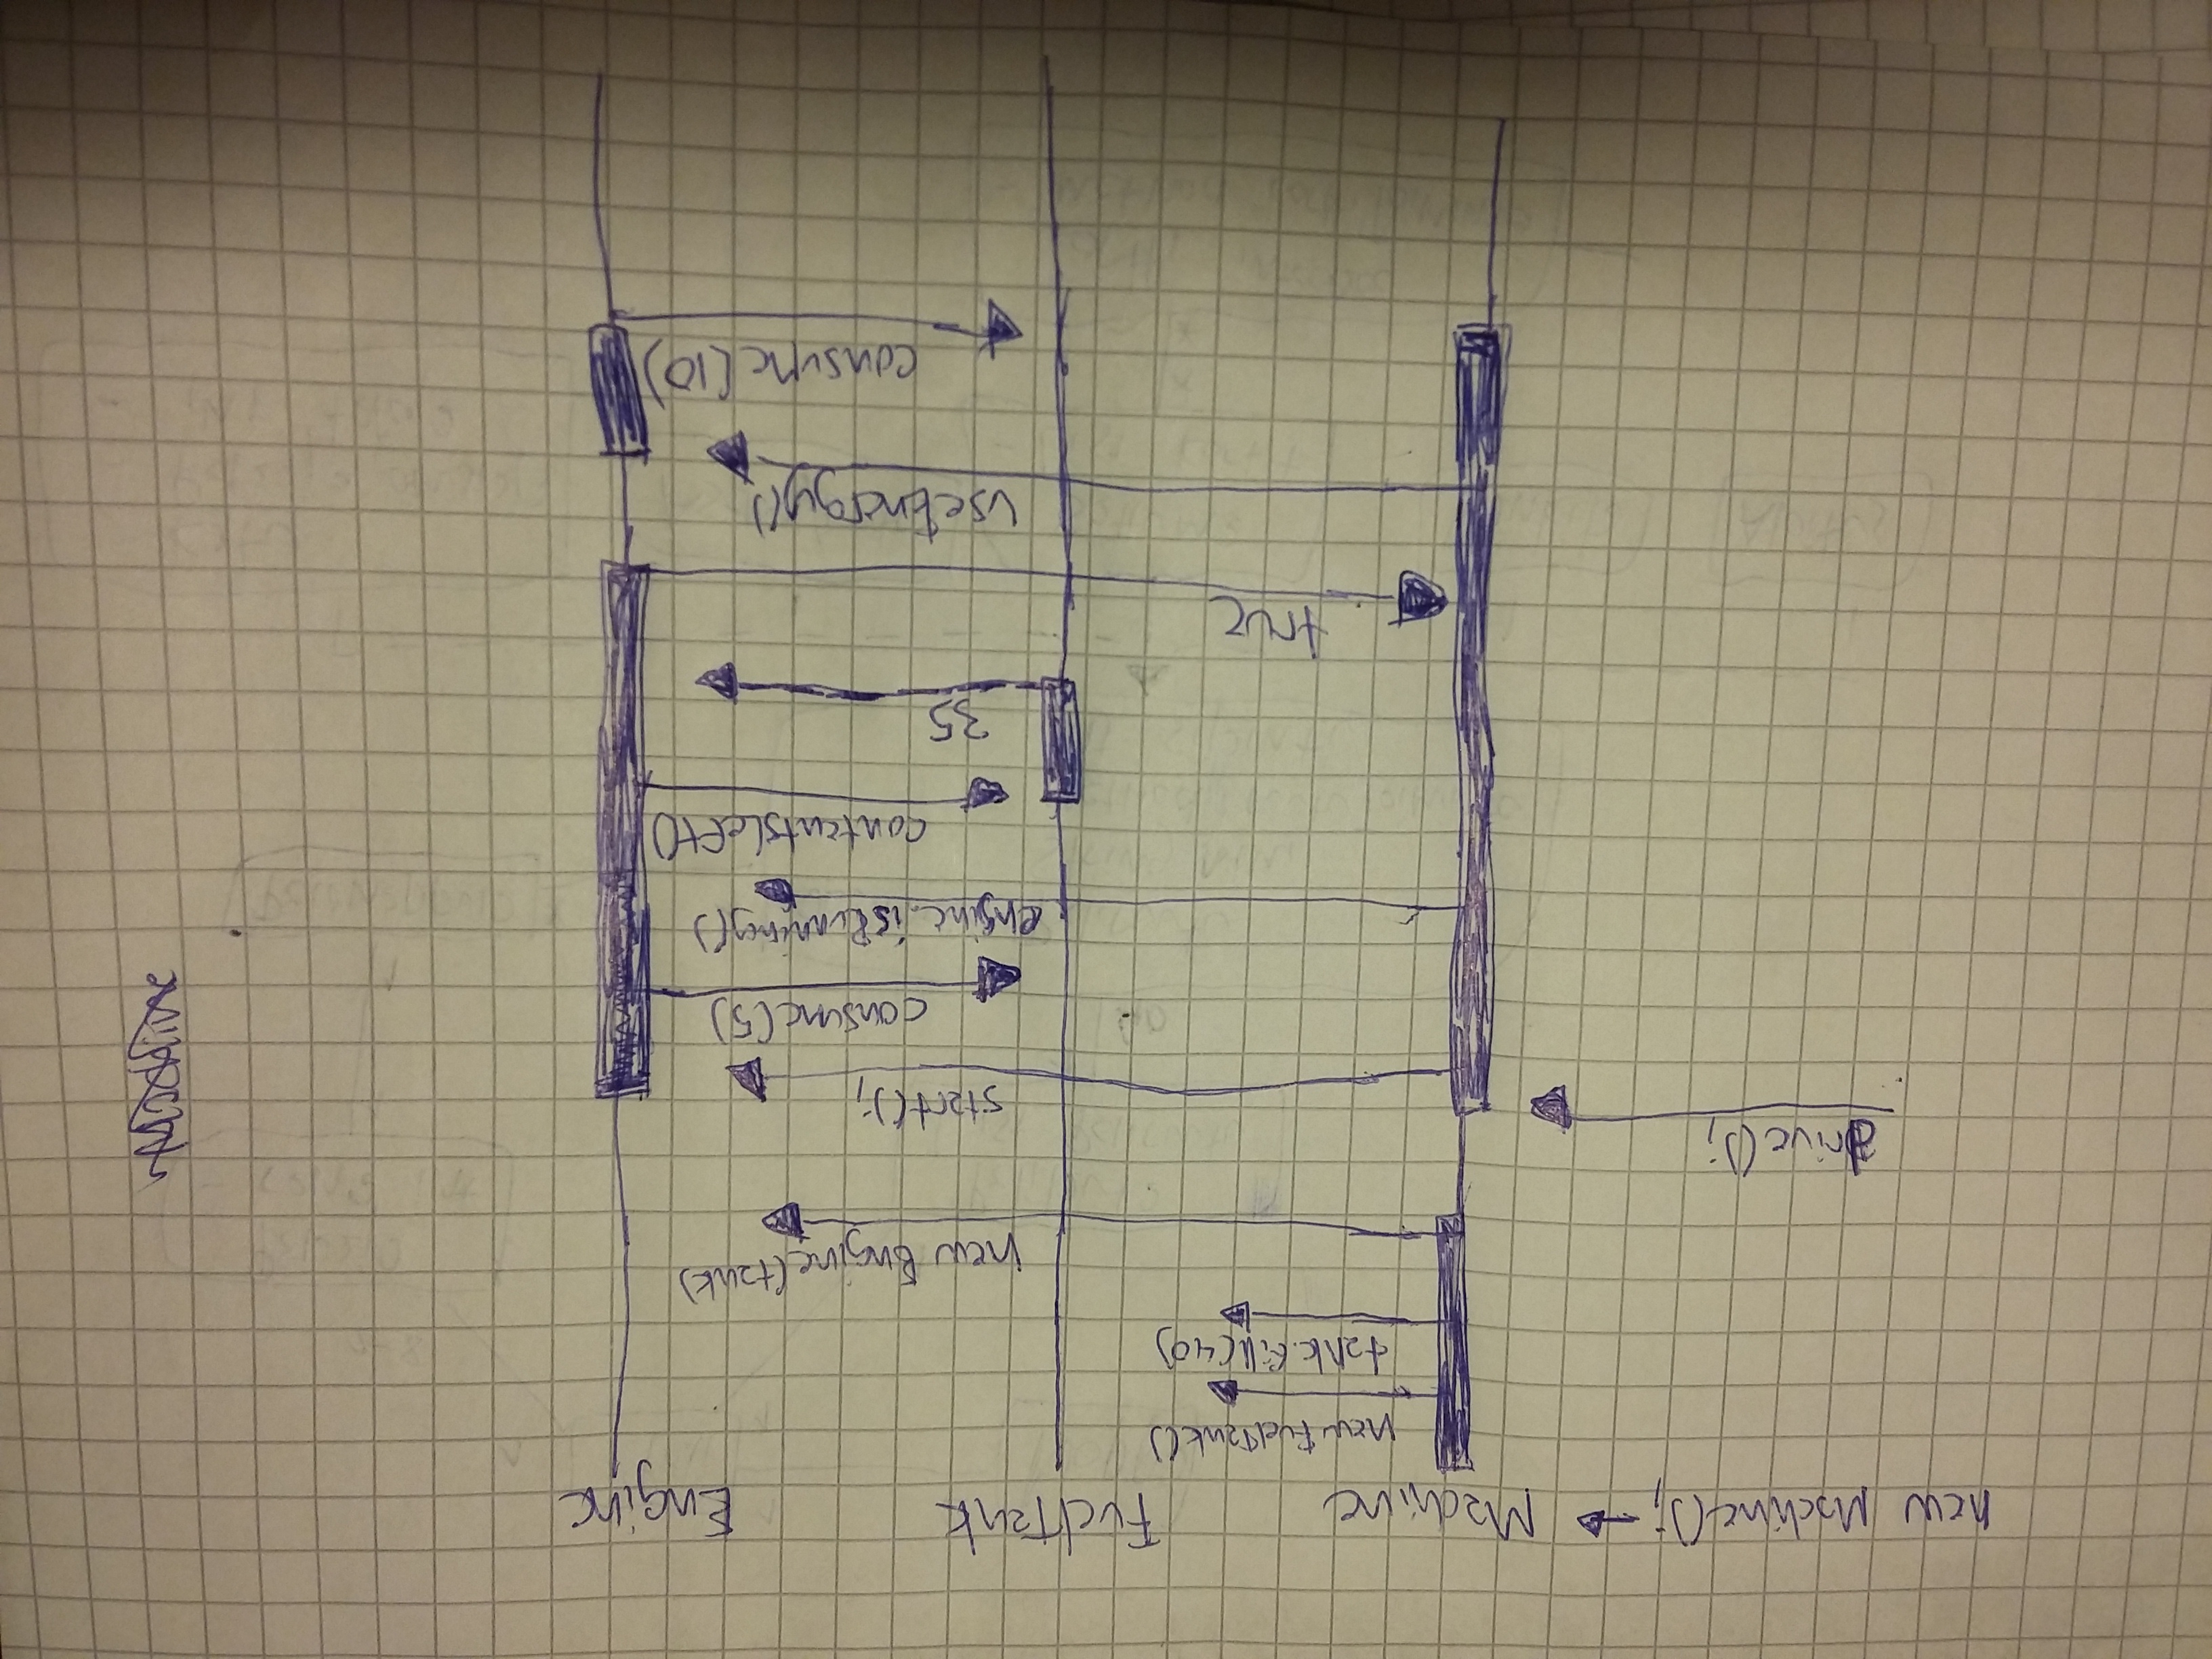 new Machine(); → Machine FuelTank Engine
new FuelTank()
tank.fill(40)
new Engine(tank)
drive();
start();
consume(5)
engine.isRunning()
contentsLeft()
35
true
useEnergy()
consume(10)